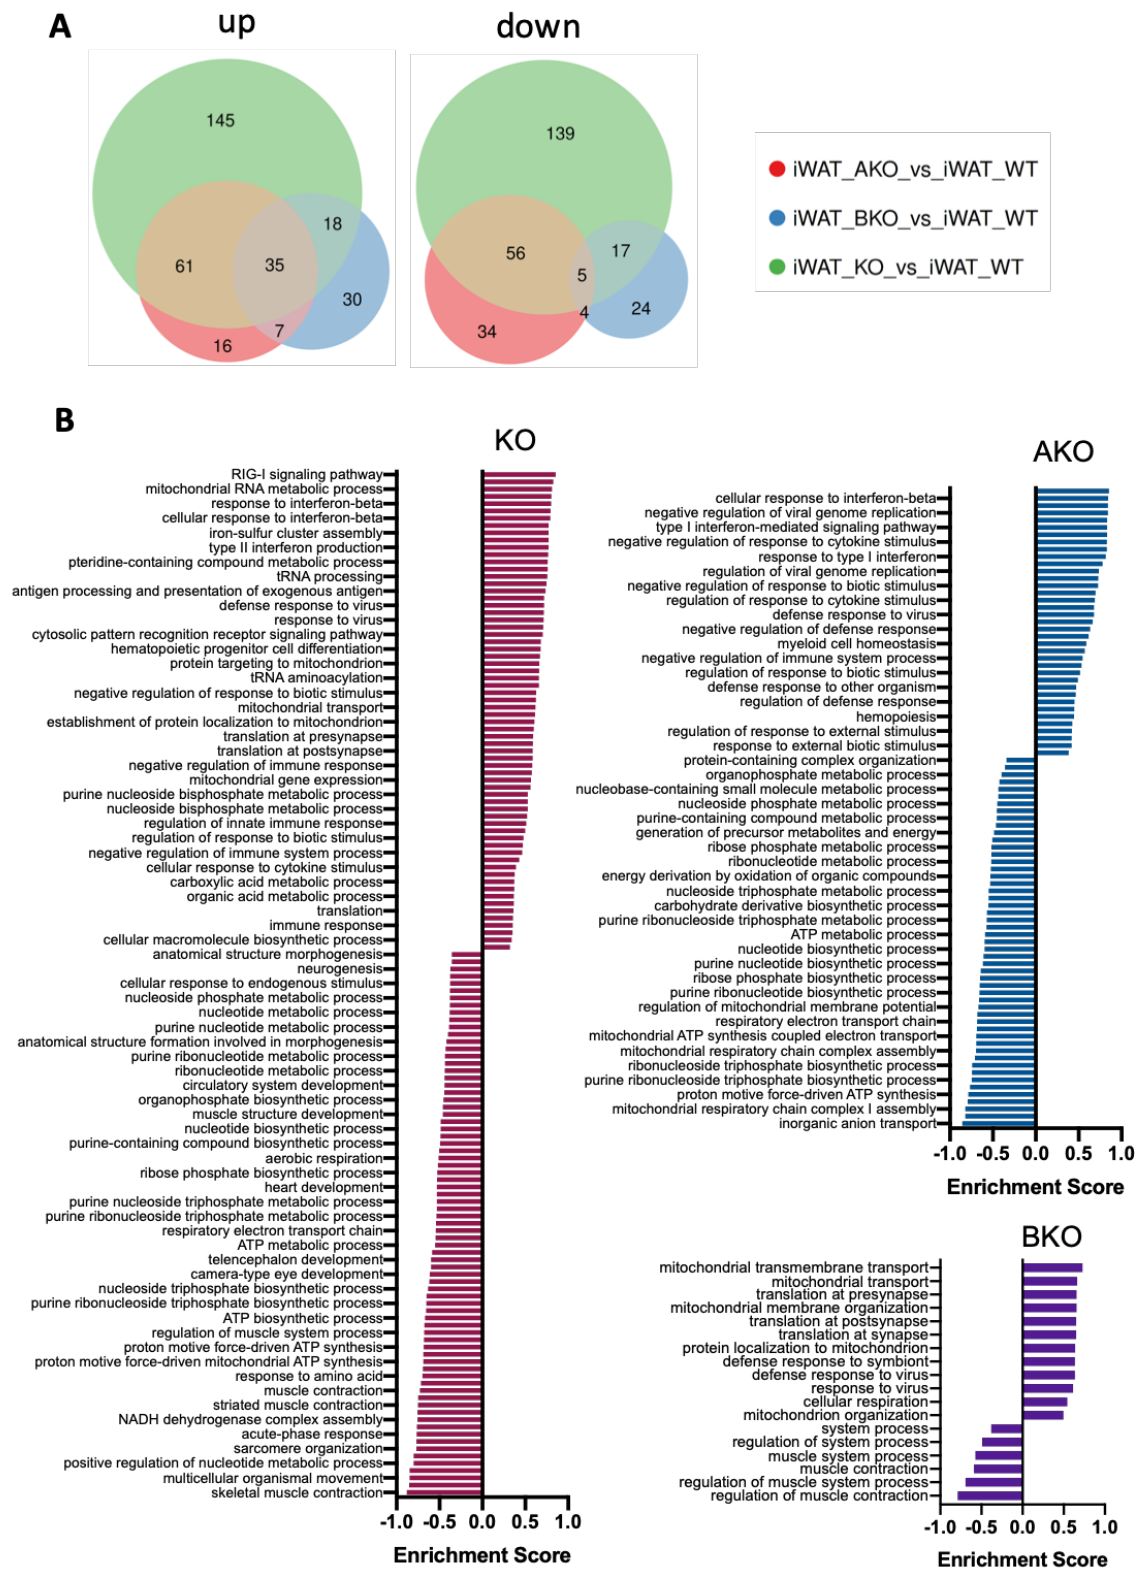 A
up
down
145
18
61
35
30
7
16
139
56
17
5
4
24
34
iWAT_AKO_vs_iWAT_WT
iWAT_BKO_vs_iWAT_WT
iWAT_KO_vs_iWAT_WT
B
KO
RIG-I signaling pathway
mitochondrial RNA metabolic process
response to interferon-beta
cellular response to interferon-beta
iron-sulfur cluster assembly
type II interferon production
pteridine-containing compound metabolic process
tRNA processing
antigen processing and presentation of exogenous antigen
defense response to virus
response to virus
cytosolic pattern recognition receptor signaling pathway
hematopoietic progenitor cell differentiation
protein targeting to mitochondrion
tRNA aminoacylation
negative regulation of response to biotic stimulus
mitochondrial transport
establishment of protein localization to mitochondrion
translation at presynapse
translation at postsynapse
negative regulation of immune response
mitochondrial gene expression
purine nucleoside bisphosphate metabolic process
nucleoside bisphosphate metabolic process
regulation of innate immune response
regulation of response to biotic stimulus
negative regulation of immune system process
cellular response to cytokine stimulus
carboxylic acid metabolic process
organic acid metabolic process
translation
immune response
cellular macromolecule biosynthetic process
anatomical structure morphogenesis
neurogenesis
cellular response to endogenous stimulus
nucleoside phosphate metabolic process
nucleotide metabolic process
purine nucleotide metabolic process
anatomical structure formation involved in morphogenesis
purine ribonucleotide metabolic process
ribonucleotide metabolic process
circulatory system development
organophosphate biosynthetic process
muscle structure development
nucleotide biosynthetic process
purine-containing compound biosynthetic process
aerobic respiration
ribose phosphate biosynthetic process
heart development
purine nucleoside triphosphate metabolic process
purine ribonucleoside triphosphate metabolic process
respiratory electron transport chain
ATP metabolic process
telencephalon development
camera-type eye development
nucleoside triphosphate biosynthetic process
purine ribonucleoside triphosphate biosynthetic process
ATP biosynthetic process
regulation of muscle system process
proton motive force-driven ATP synthesis
proton motive force-driven mitochondrial ATP synthesis
response to amino acid
muscle contraction
striated muscle contraction
NADH dehydrogenase complex assembly
acute-phase response
sarcomere organization
positive regulation of nucleotide metabolic process
multicellular organismal movement
skeletal muscle contraction
-1.0 -0.5 0.0 0.5 1.0
Enrichment Score
AKO
cellular response to interferon-beta
negative regulation of viral genome replication
type I interferon-mediated signaling pathway
negative regulation of response to cytokine stimulus
response to type I interferon
regulation of viral genome replication
negative regulation of response to biotic stimulus
regulation of response to cytokine stimulus
defense response to virus
negative regulation of defense response
myeloid cell homeostasis
negative regulation of immune system process
regulation of response to biotic stimulus
defense response to other organism
regulation of defense response
hemopoiesis
regulation of response to external stimulus
response to external biotic stimulus
protein-containing complex organization
organophosphate metabolic process
nucleobase-containing small molecule metabolic process
nucleoside phosphate metabolic process
purine-containing compound metabolic process
generation of precursor metabolites and energy
ribose phosphate metabolic process
ribonucleotide metabolic process
energy derivation by oxidation of organic compounds
nucleoside triphosphate metabolic process
carbohydrate derivative biosynthetic process
purine ribonucleoside triphosphate metabolic process
ATP metabolic process
nucleotide biosynthetic process
purine nucleotide biosynthetic process
ribose phosphate biosynthetic process
purine ribonucleotide biosynthetic process
regulation of mitochondrial membrane potential
respiratory electron transport chain
mitochondrial ATP synthesis coupled electron transport
mitochondrial respiratory chain complex assembly
ribonucleoside triphosphate biosynthetic process
purine ribonucleoside triphosphate biosynthetic process
proton motive force-driven ATP synthesis
mitochondrial respiratory chain complex I assembly
inorganic anion transport
-1.0 -0.5 0.0 0.5 1.0
Enrichment Score
BKO
mitochondrial transmembrane transport
mitochondrial transport
translation at presynapse
mitochondrial membrane organization
translation at postsynapse
translation at synapse
protein localization to mitochondrion
defense response to symbiont
defense response to virus
response to virus
cellular respiration
mitochondrion organization
system process
regulation of system process
muscle system process
muscle contraction
regulation of muscle system process
regulation of muscle contraction
-1.0 -0.5 0.0 0.5 1.0
Enrichment Score